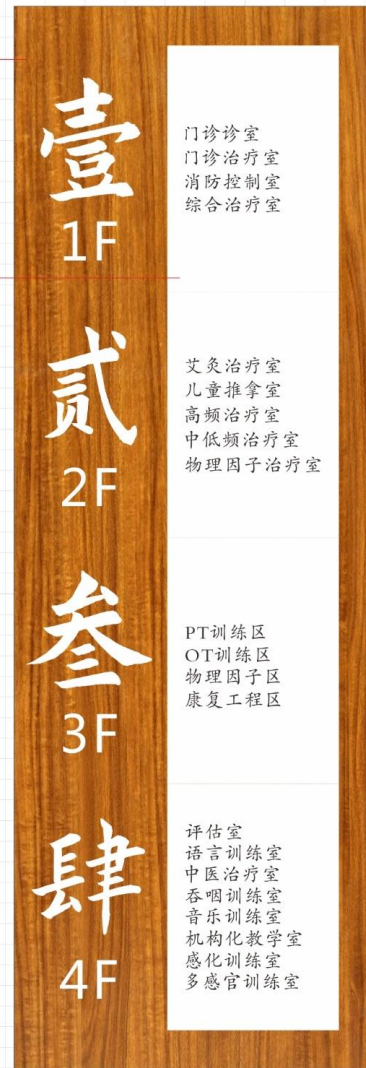 壹
1F
门诊诊室
门诊治疗室
消防控制室
综合治疗室
贰
2F
艾灸治疗室
儿童推拿室
高频治疗室
中低频治疗室
物理因子治疗室
叁
3F
PT训练区
OT训练区
物理因子区
康复工程区
肆
4F
评估室
语言训练室
中医治疗室
吞咽训练室
音乐训练室
机构化教学室
感化训练室
多感官训练室